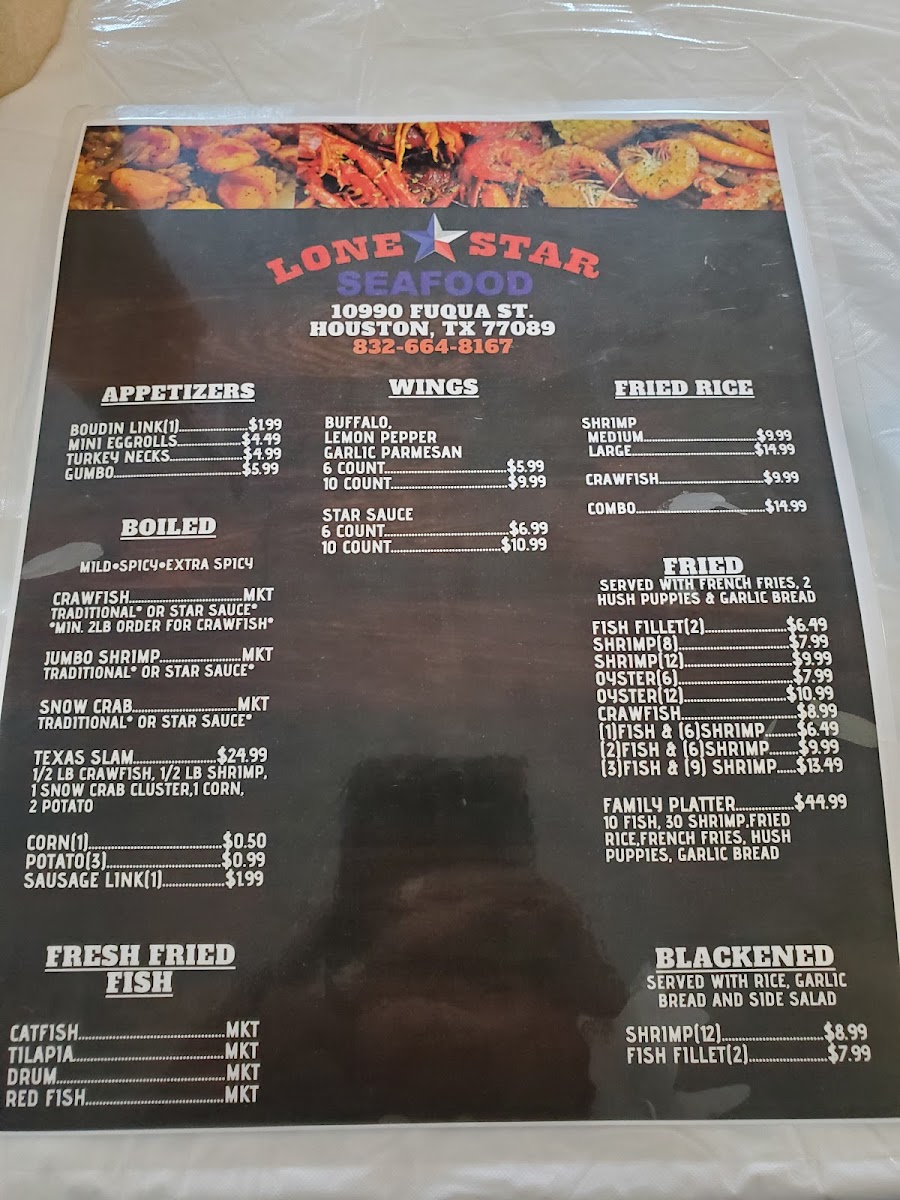 LONE STAR
SEAFOOD
10990 FUQUA ST.
HOUSTON, TX 77089
832-664-8167
APPETIZERS
BOUDIN LINK(1)..............$1.99
MINI EGGROLLS..............$4.49
TURKEY NECKS..............$4.99
GUMBO..............$5.99
BOILED
MILD•SPICY•EXTRA SPICY
CRAWFISH..............MKT
TRADITIONAL* OR STAR SAUCE*
*MIN. 2LB ORDER FOR CRAWFISH*
JUMBO SHRIMP..............MKT
TRADITIONAL* OR STAR SAUCE*
SNOW CRAB..............MKT
TRADITIONAL* OR STAR SAUCE*
TEXAS SLAM..............$24.99
1/2 LB CRAWFISH, 1/2 LB SHRIMP,
1 SNOW CRAB CLUSTER,1 CORN,
2 POTATO
CORN(1)..............$0.50
POTATO(3)..............$0.99
SAUSAGE LINK(1)..............$1.99
FRESH FRIED
FISH
CATFISH..............MKT
TILAPIA..............MKT
DRUM..............MKT
RED FISH..............MKT
WINGS
BUFFALO,
LEMON PEPPER
GARLIC PARMESAN
6 COUNT..............$5.99
10 COUNT..............$9.99
STAR SAUCE
6 COUNT..............$6.99
10 COUNT..............$10.99
FRIED RICE
SHRIMP
MEDIUM..............$9.99
LARGE..............$14.99
CRAWFISH..............$9.99
COMBO..............$14.99
FRIED
SERVED WITH FRENCH FRIES, 2
HUSH PUPPIES & GARLIC BREAD
FISH FILLET(2)..............$6.49
SHRIMP(8)..............$7.99
SHRIMP(12)..............$9.99
OYSTER(6)..............$7.99
OYSTER(12)..............$10.99
CRAWFISH..............$8.99
(1)FISH & (6)SHRIMP.........$6.49
(2)FISH & (6)SHRIMP........$9.99
(3)FISH & (9) SHRIMP.....$13.49
FAMILY PLATTER..............$44.99
10 FISH, 30 SHRIMP,FRIED
RICE,FRENCH FRIES, HUSH
PUPPIES, GARLIC BREAD
BLACKENED
SERVED WITH RICE, GARLIC
BREAD AND SIDE SALAD
SHRIMP(12)..............$8.99
FISH FILLET(2)..............$7.99